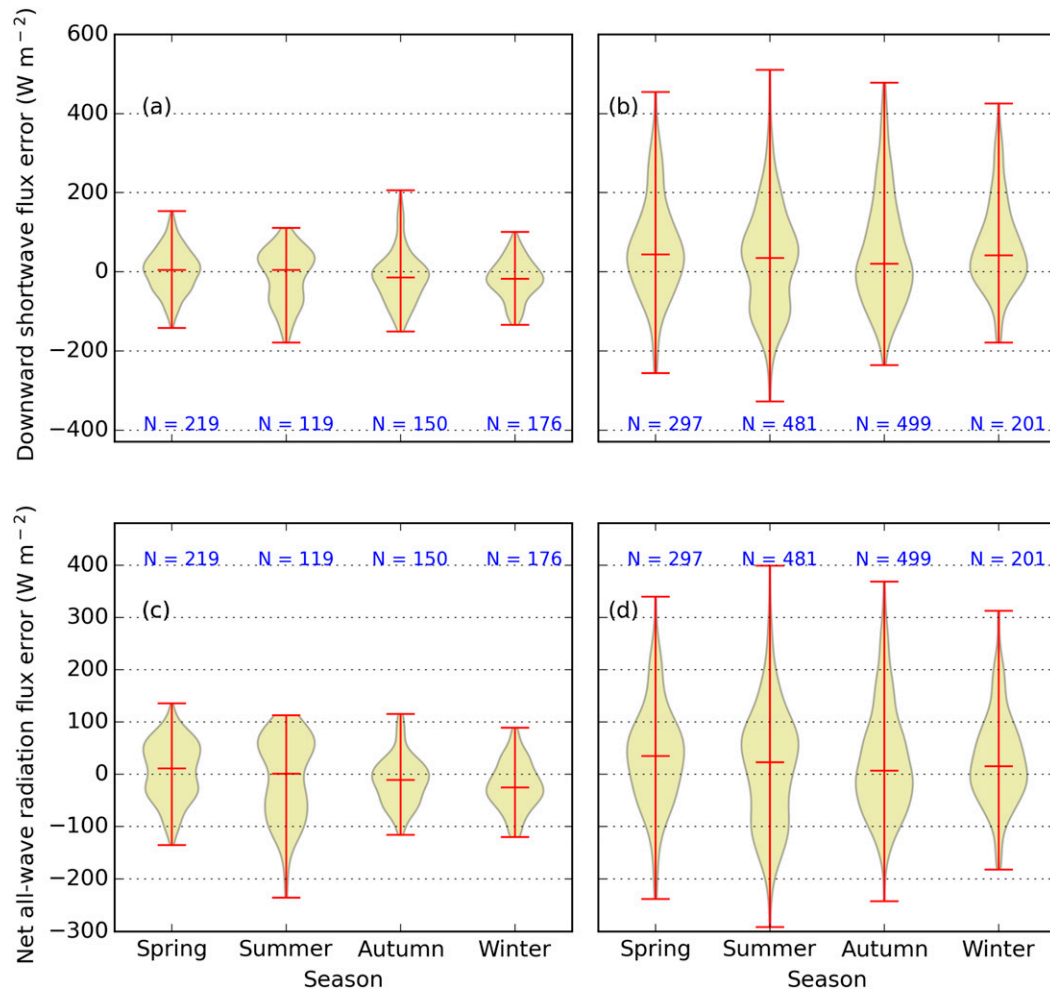 Downward shortwave flux error (W m−2)
600
400
200
0
−200
−400
(a)
(b)
N = 219 N = 119 N = 150 N = 176
N = 297 N = 481 N = 499 N = 201
Net all-wave radiation flux error (W m−2)
400
300
200
100
0
−100
−200
−300
N = 219 N = 119 N = 150 N = 176
N = 297 N = 481 N = 499 N = 201
(c)
(d)
Spring Summer Autumn Winter
Spring Summer Autumn Winter
Season
Season